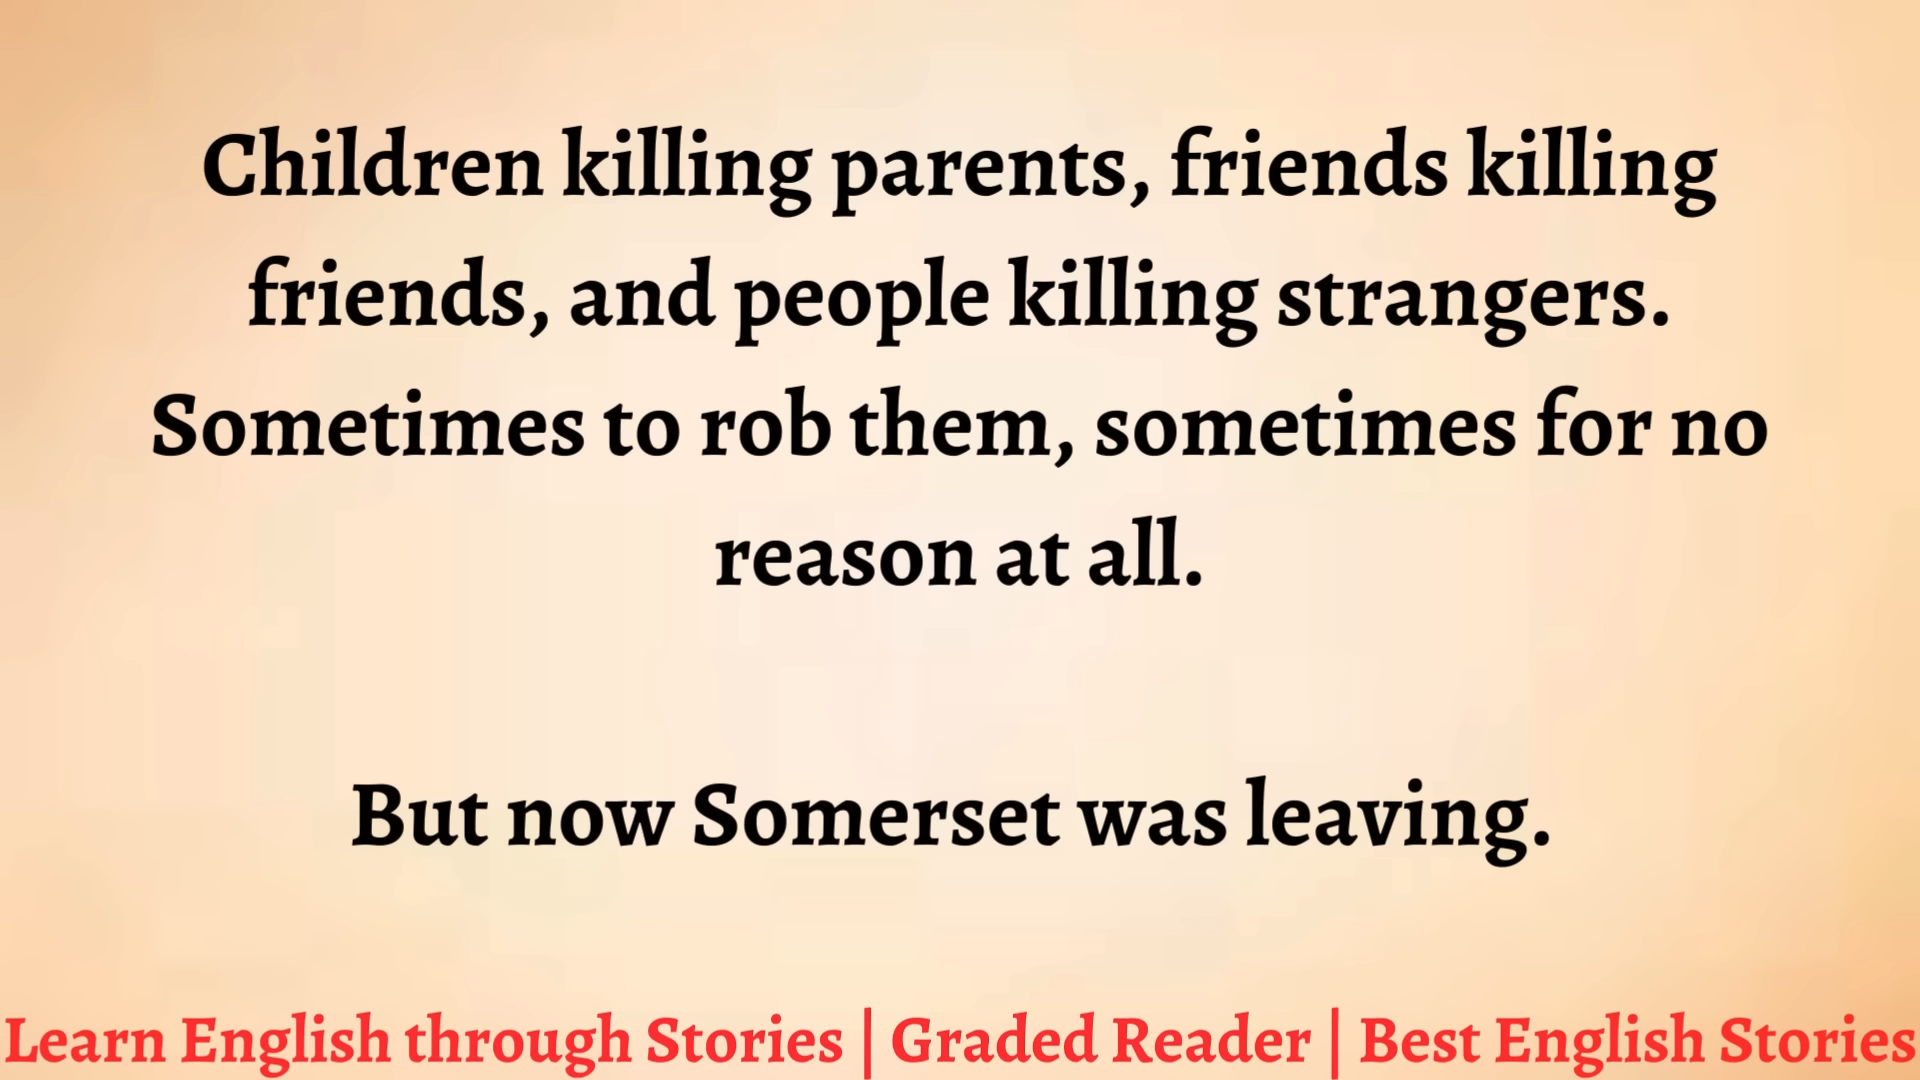 Children killing parents, friends killing
friends, and people killing strangers.
Sometimes to rob them, sometimes for no
reason at all.
But now Somerset was leaving.
Learn English through Stories | Graded Reader | Best English Stories